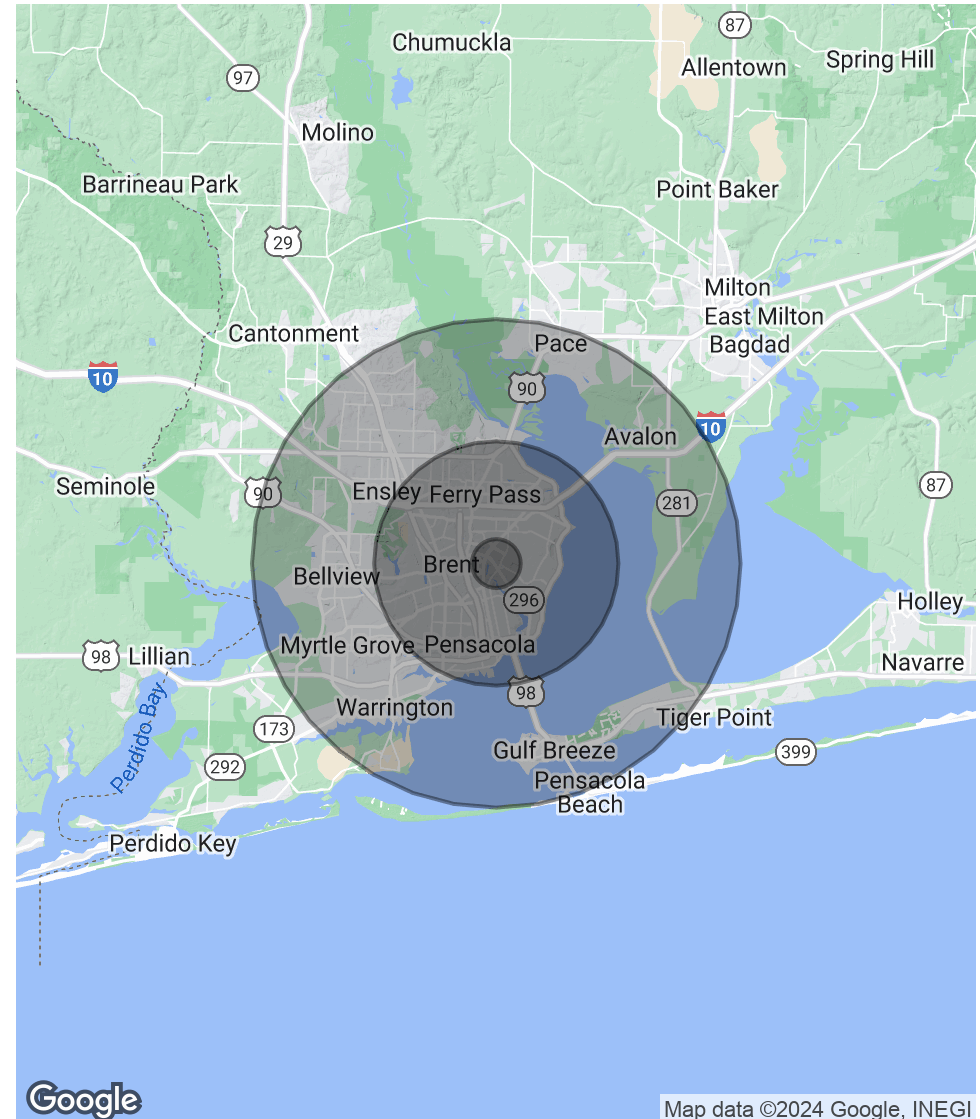 Chumuckla
87
Spring Hill
Allentown
97
Molino
Barrineau Park
Point Baker
29
Milton
East Milton
Cantonment
Pace
Bagdad
10
90
10
Avalon
Seminole
90
Ensley
Ferry Pass
281
87
Brent
Bellview
296
Holley
98
Lillian
Myrtle Grove
Pensacola
Navarre
98
Perdido Bay
Warrington
Tiger Point
173
Gulf Breeze
399
292
Pensacola
Beach
Perdido Key
Google
Map data ©2024 Google, INEGI